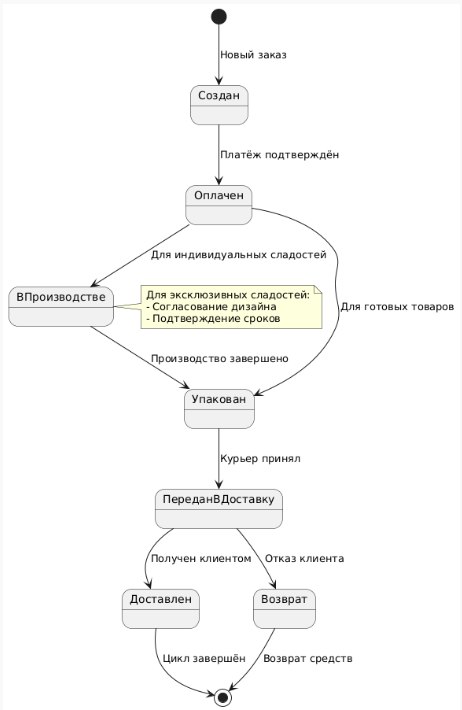 Новый заказ
Создан
Платёж подтверждён
Оплачен
Для индивидуальных сладостей
ВПроизводстве
Для эксклюзивных сладостей:
- Согласование дизайна
- Подтверждение сроков
Для готовых товаров
Производство завершено
Упакован
Курьер принял
ПереданВДоставку
Получен клиентом
Отказ клиента
Доставлен
Возврат
Цикл завершён
Возврат средств